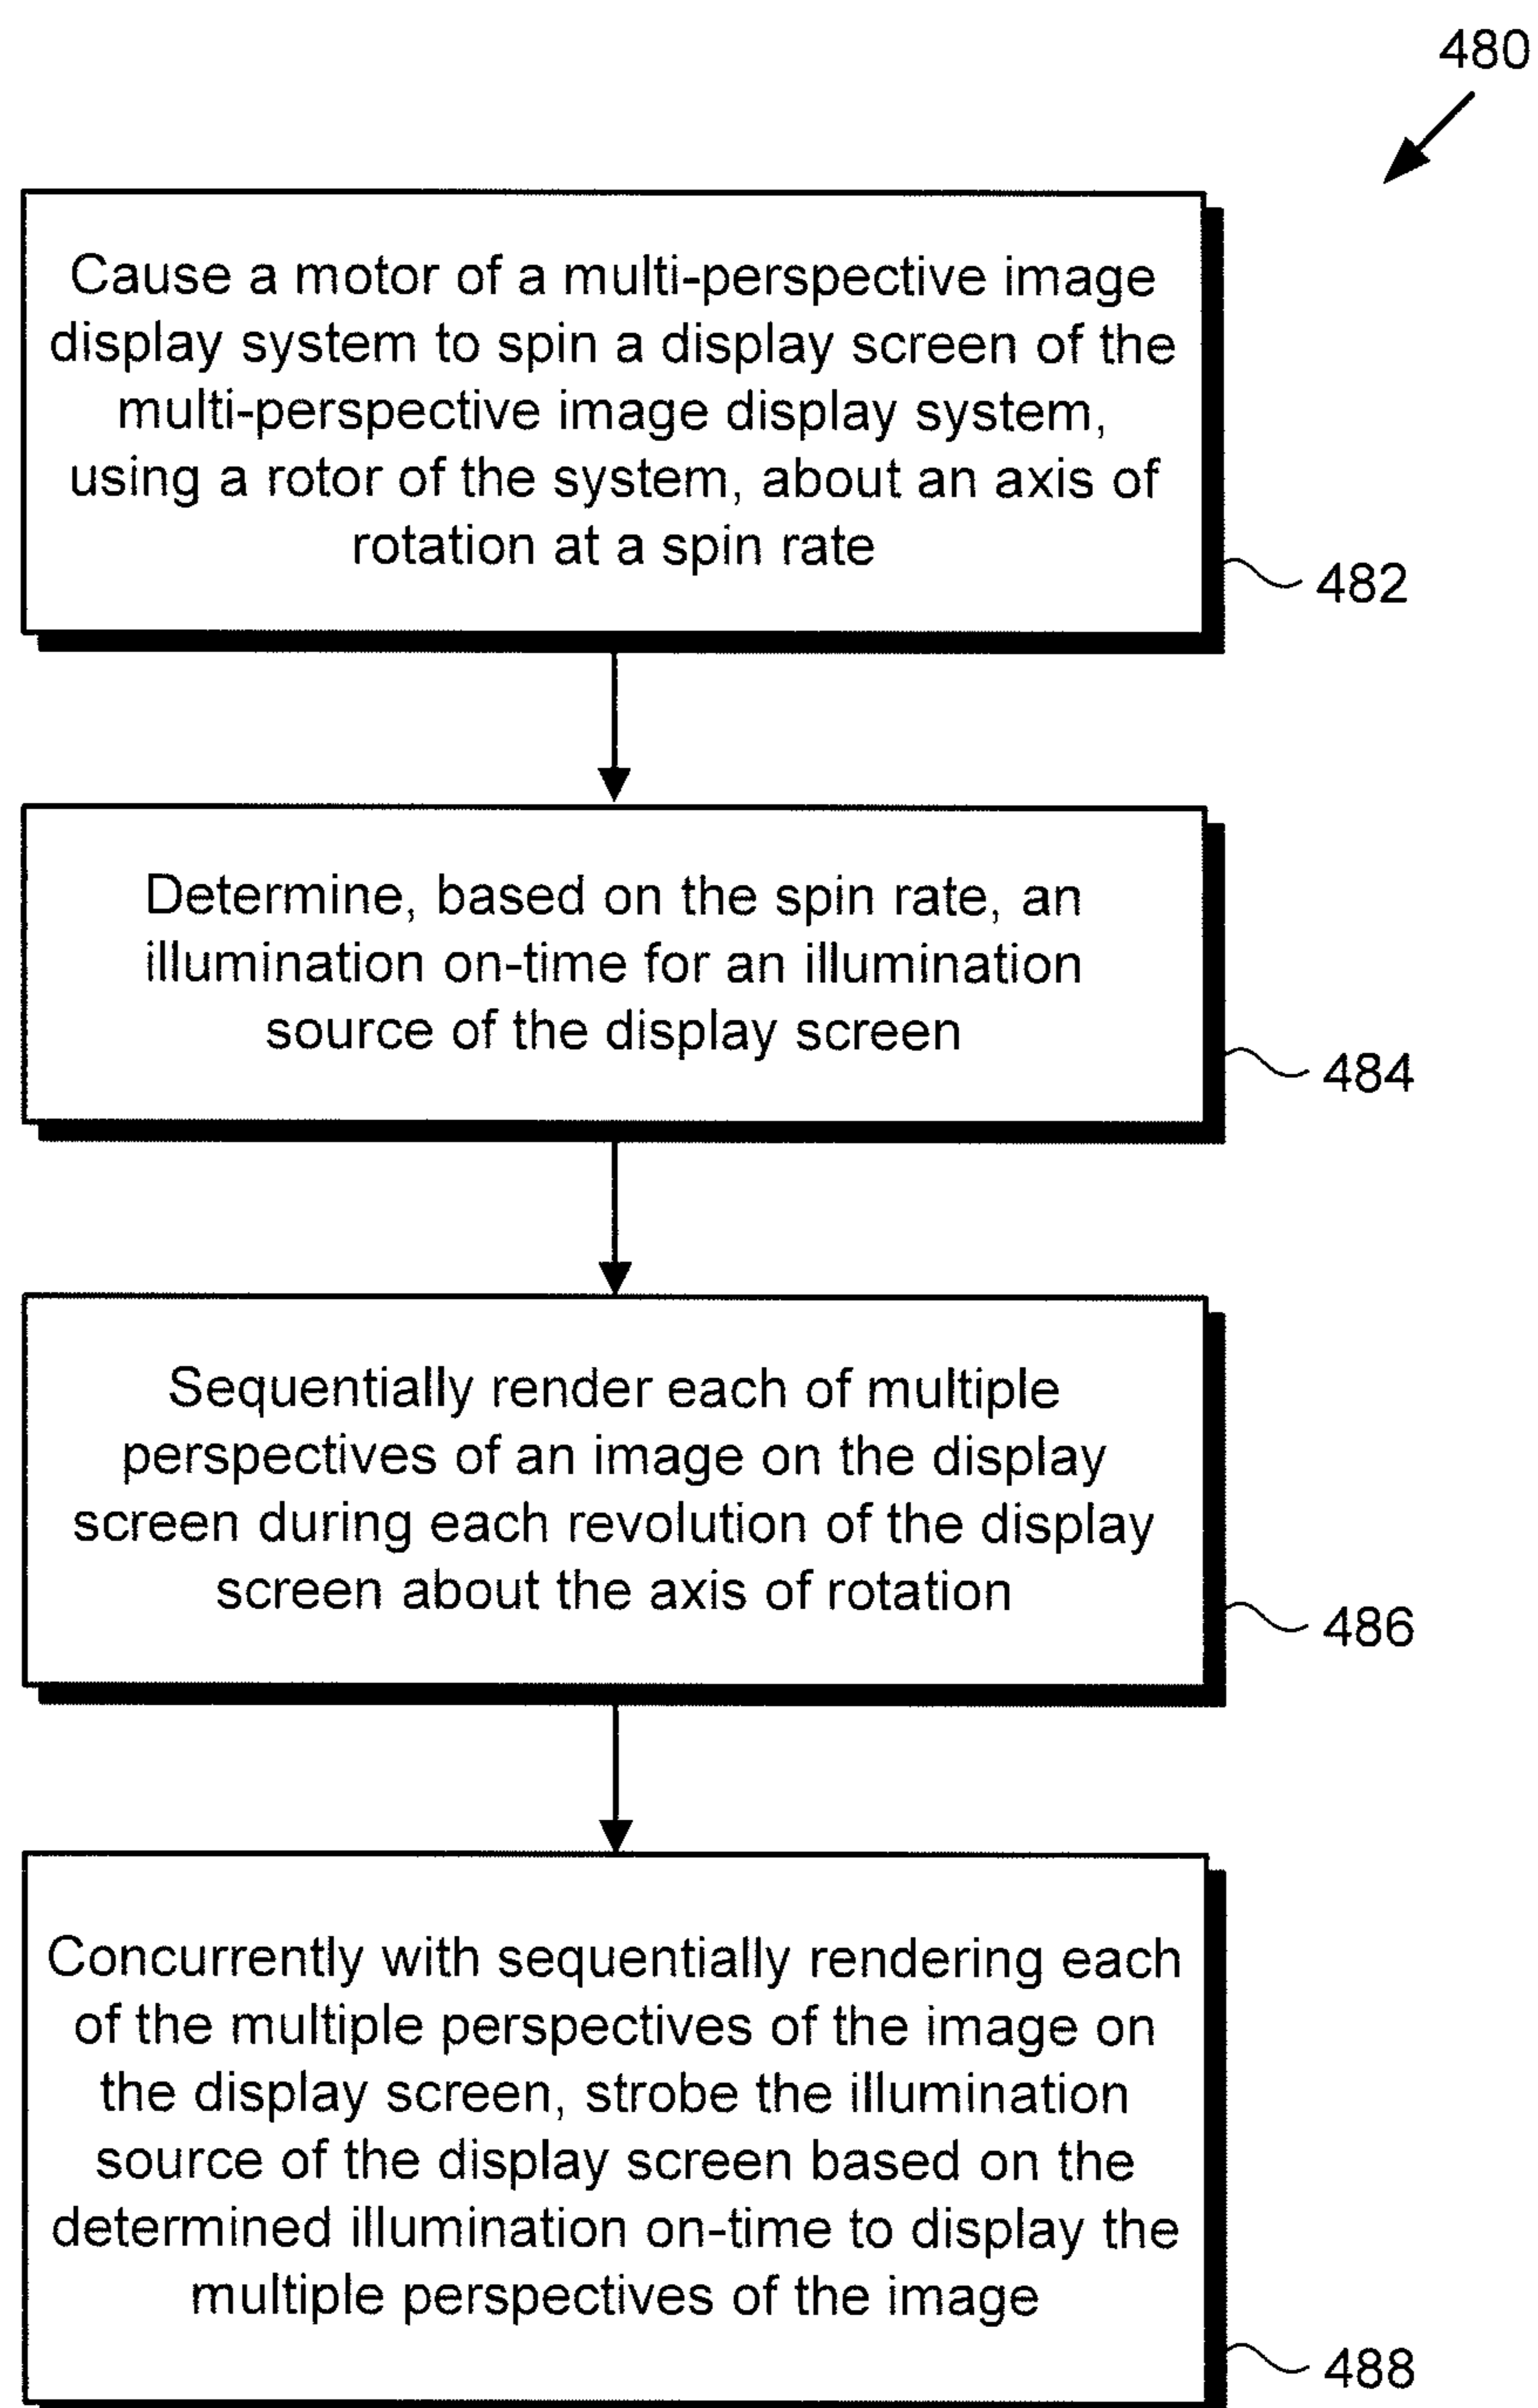 480
Cause a motor of a multi-perspective image
display system to spin a display screen of the
multi-perspective image display system,
using a rotor of the system, about an axis of
rotation at a spin rate
482
Determine, based on the spin rate, an
illumination on-time for an illumination
source of the display screen
484
Sequentially render each of multiple
perspectives of an image on the display
screen during each revolution of the display
screen about the axis of rotation
486
Concurrently with sequentially rendering each
of the multiple perspectives of the image on
the display screen, strobe the illumination
source of the display screen based on the
determined illumination on-time to display the
multiple perspectives of the image
488